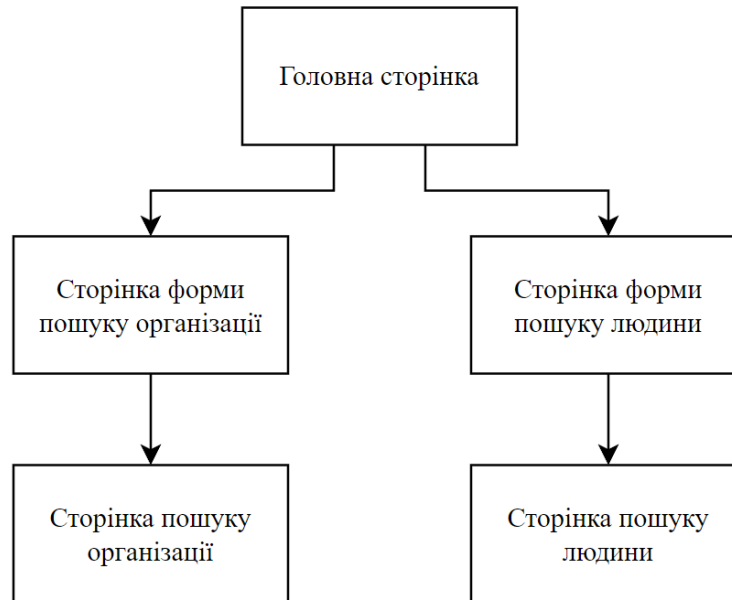 Головна сторінка
Сторінка форми
пошуку організації
Сторінка форми
пошуку людини
Сторінка пошуку
організації
Сторінка пошуку
людини